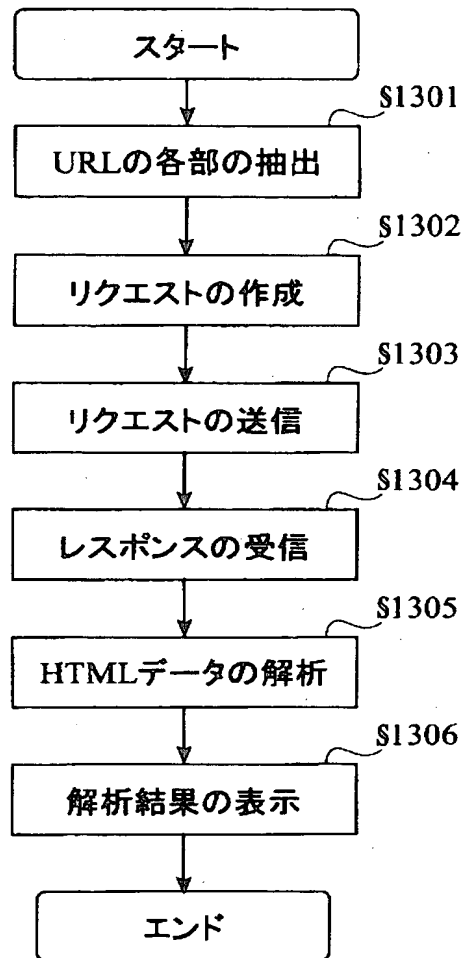 スタート
S1301
URLの各部の抽出
S1302
リクエストの作成
S1303
リクエストの送信
S1304
レスポンスの受信
S1305
HTMLデータの解析
S1306
解析結果の表示
エンド